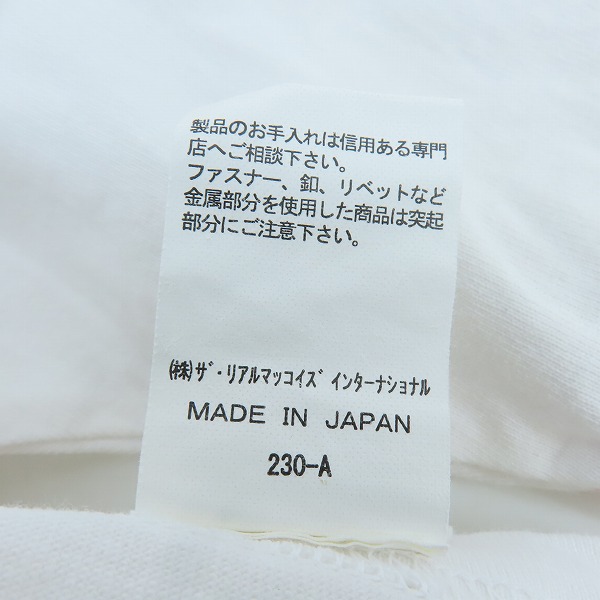 製品のお手入れは信用ある専門
店へご相談下さい。
ファスナー、釦、リベットなど
金属部分を使用した商品は突起
部分にご注意下さい。
㈱ｻﾞ・リアルマッコイズ インターナショナル
MADE IN JAPAN
230-A